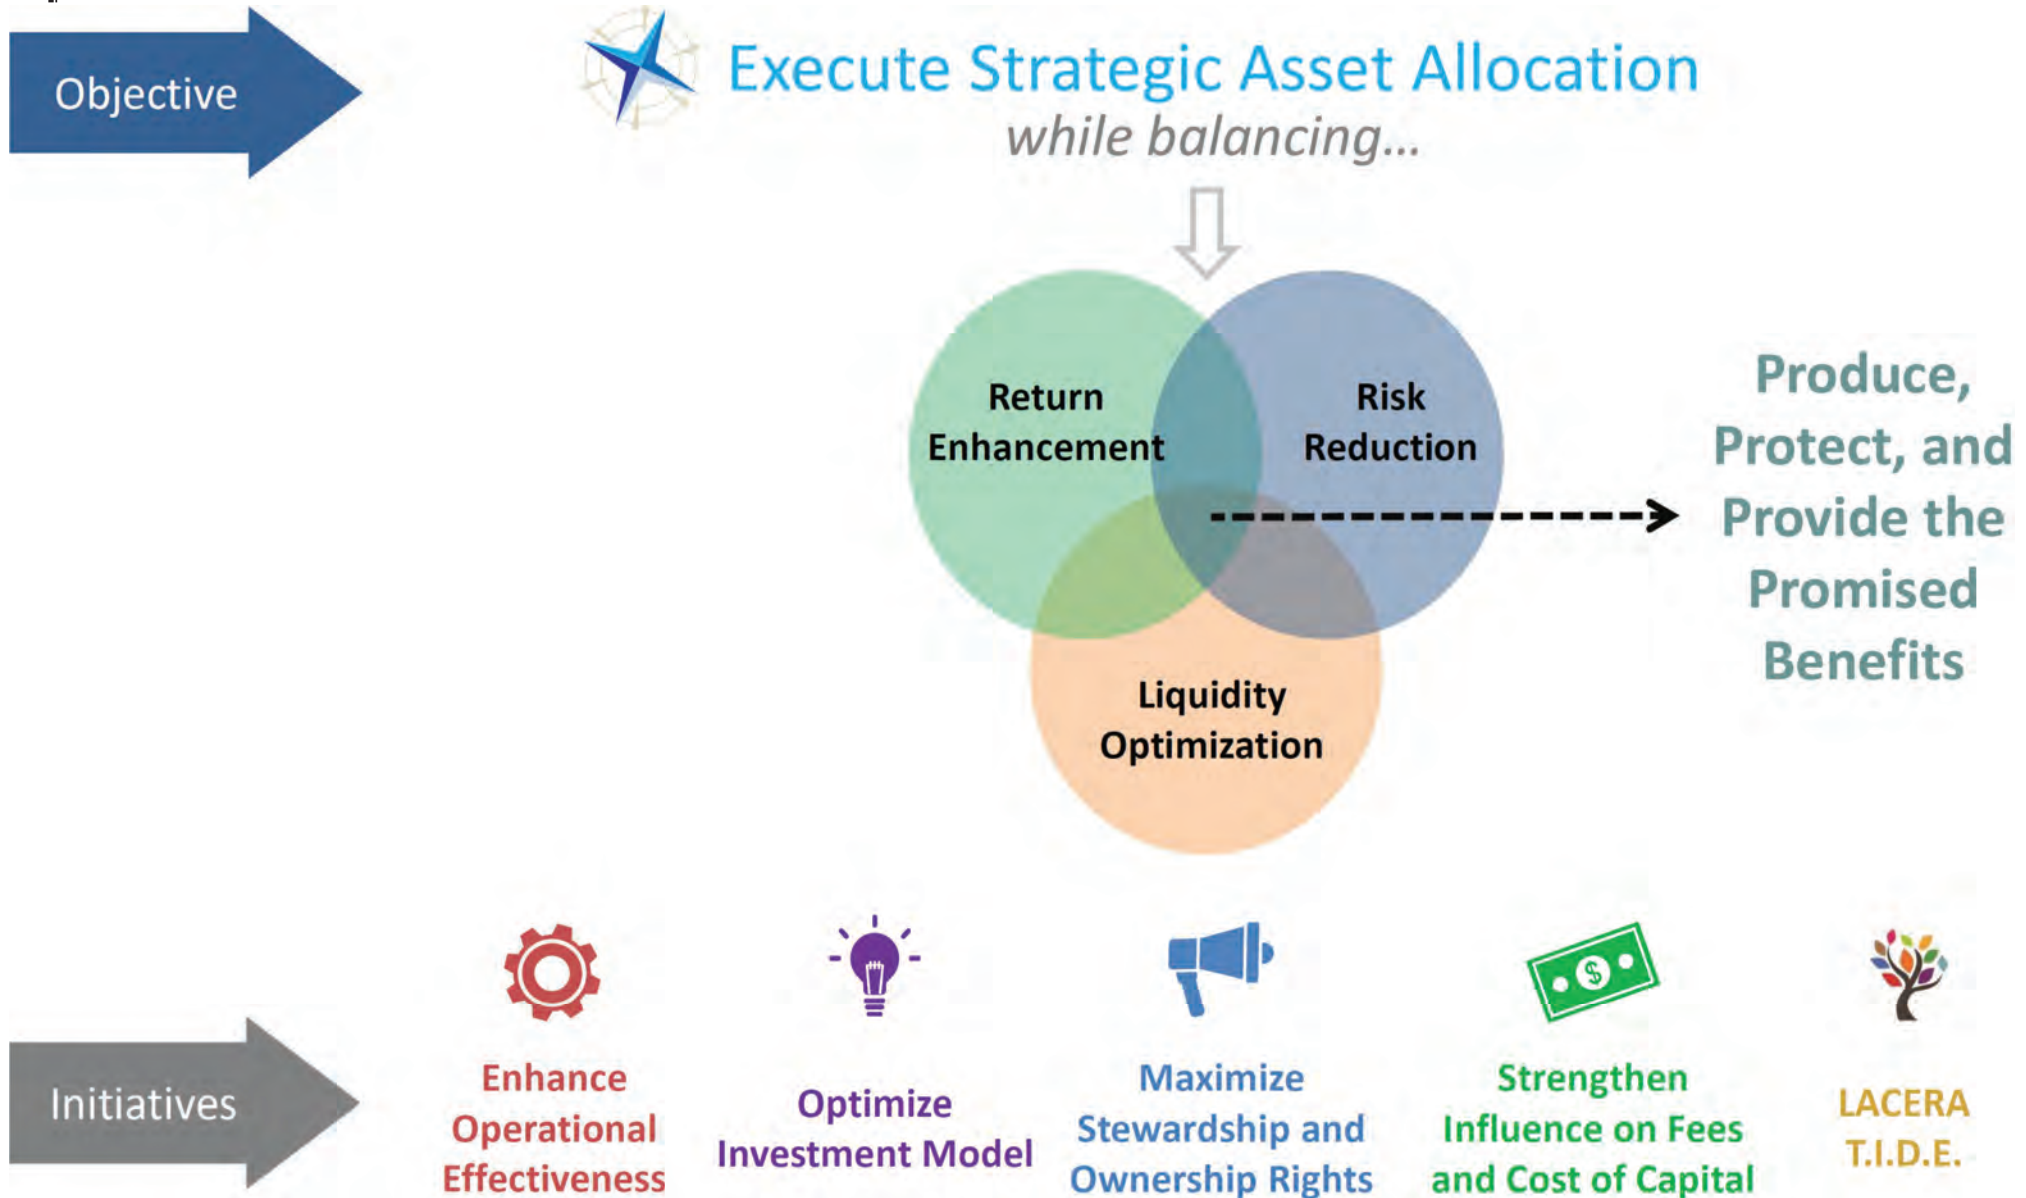 Objective
Execute Strategic Asset Allocation
while balancing...
Return
Enhancement
Risk
Reduction
Liquidity
Optimization
Produce,
Protect, and
Provide the
Promised
Benefits
Initiatives
Enhance
Operational
Effectiveness
Optimize
Investment Model
Maximize
Stewardship and
Ownership Rights
$
Strengthen
Influence on Fees
and Cost of Capital
LACERA
T.I.D.E.